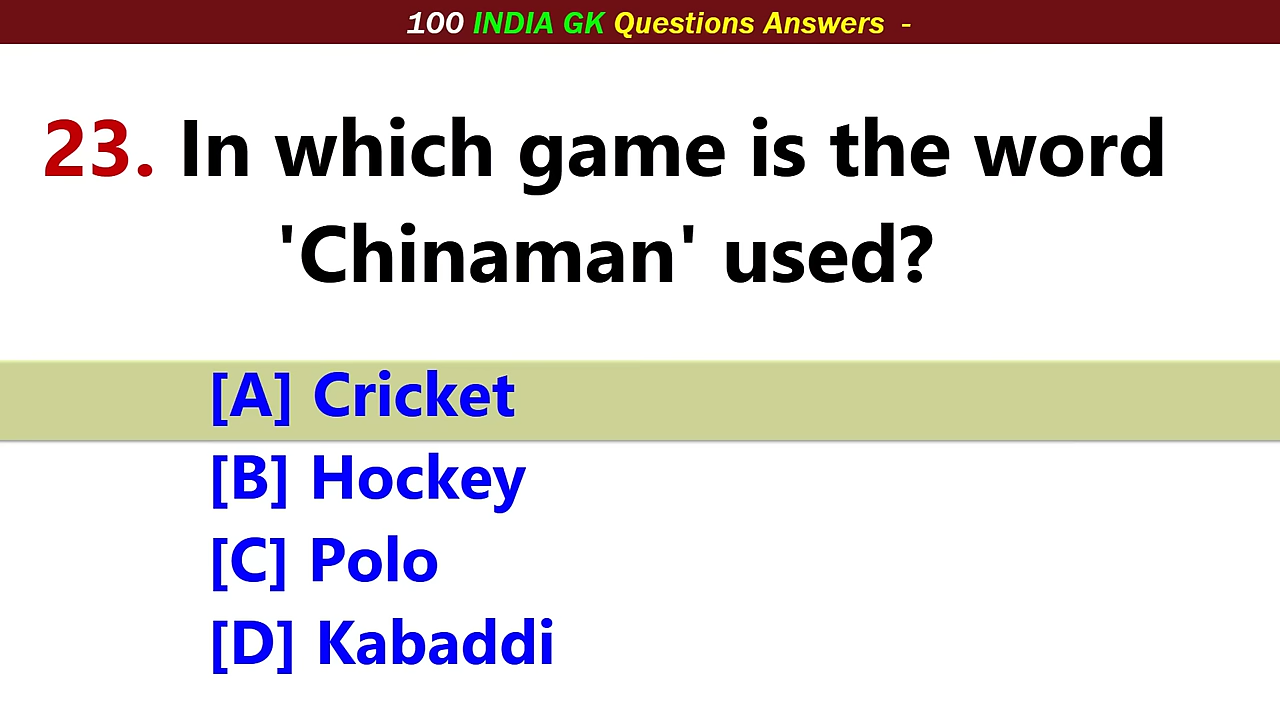 100 INDIA GK Questions Answers -
23. In which game is the word
'Chinaman' used?
[A] Cricket
[B] Hockey
[C] Polo
[D] Kabaddi